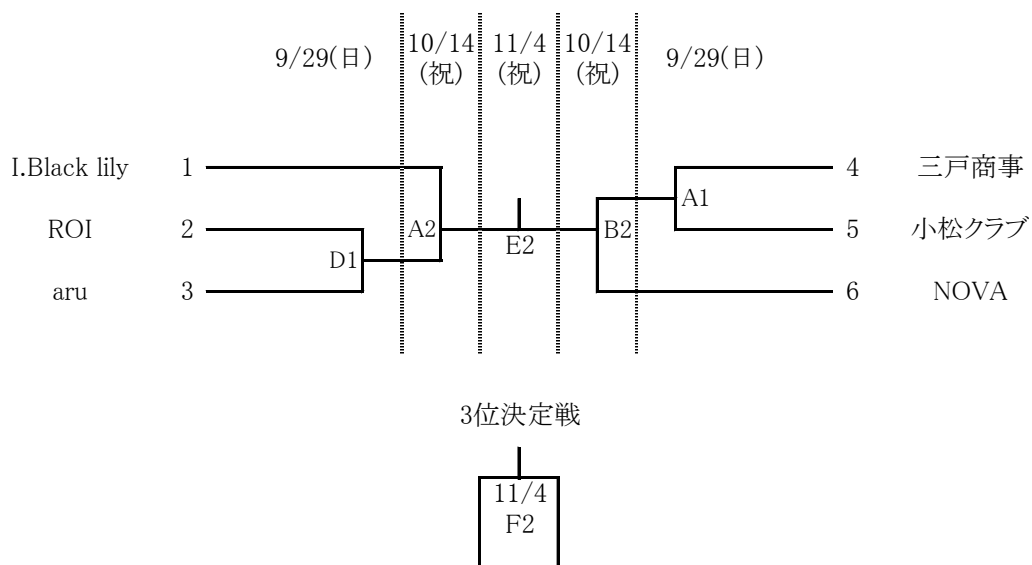 9/29(日) 10/14 11/4 10/14 9/29(日)
(祝) (祝) (祝)
I.Black lily 1 4 三戸商事
A1
ROI 2 A2 B2 5 小松クラブ
E2
D1
aru 3 6 NOVA
3位決定戦
11/4
F2